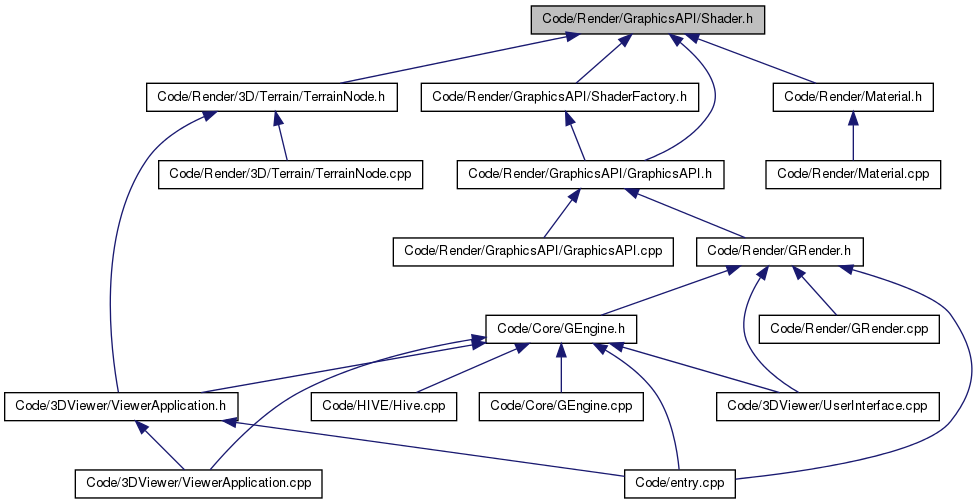 Code/Render/GraphicsAPI/Shader.h
Code/Render/3D/Terrain/TerrainNode.h
Code/Render/GraphicsAPI/ShaderFactory.h
Code/Render/Material.h
Code/Render/3D/Terrain/TerrainNode.cpp
Code/Render/GraphicsAPI/GraphicsAPI.h
Code/Render/Material.cpp
Code/Render/GraphicsAPI/GraphicsAPI.cpp
Code/Render/GRender.h
Code/Core/GEngine.h
Code/Render/GRender.cpp
Code/3DViewer/ViewerApplication.h
Code/HIVE/Hive.cpp
Code/Core/GEngine.cpp
Code/3DViewer/UserInterface.cpp
Code/3DViewer/ViewerApplication.cpp
Code/entry.cpp